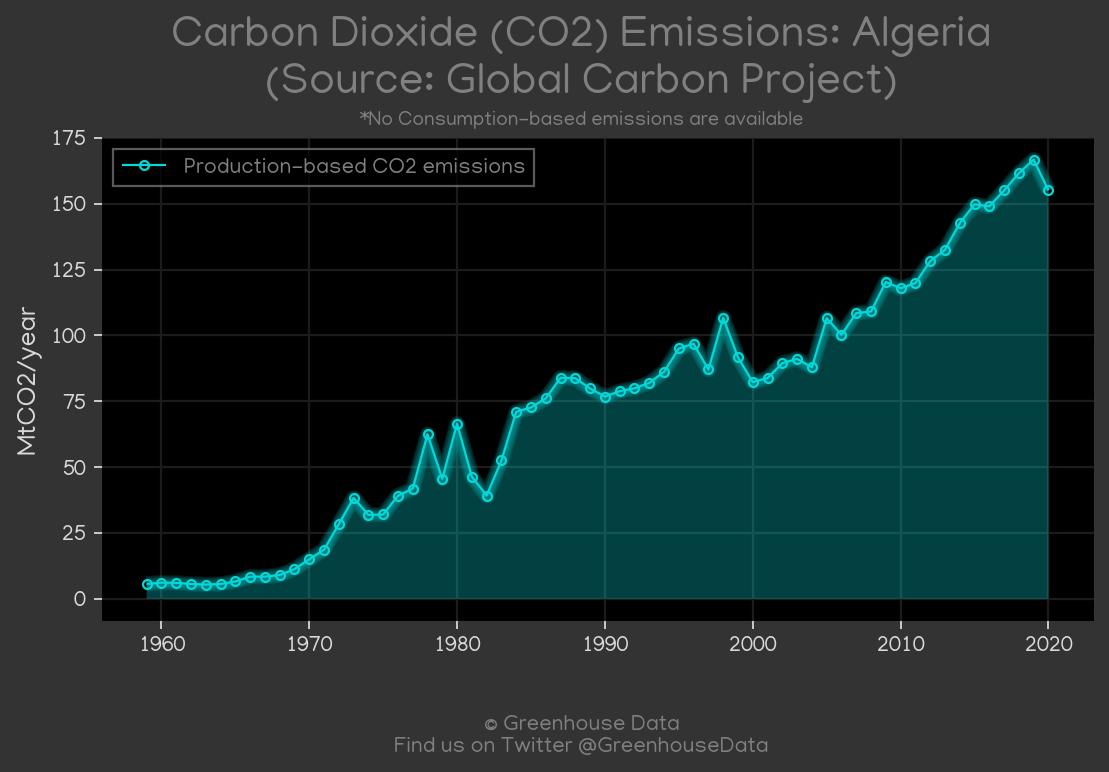 Carbon Dioxide (CO2) Emissions: Algeria
(Source: Global Carbon Project)
*No Consumption-based emissions are available
Production-based CO2 emissions
MtCO2/year
175
150
125
100
75
50
25
0
1960 1970 1980 1990 2000 2010 2020
© Greenhouse Data
Find us on Twitter @GreenhouseData